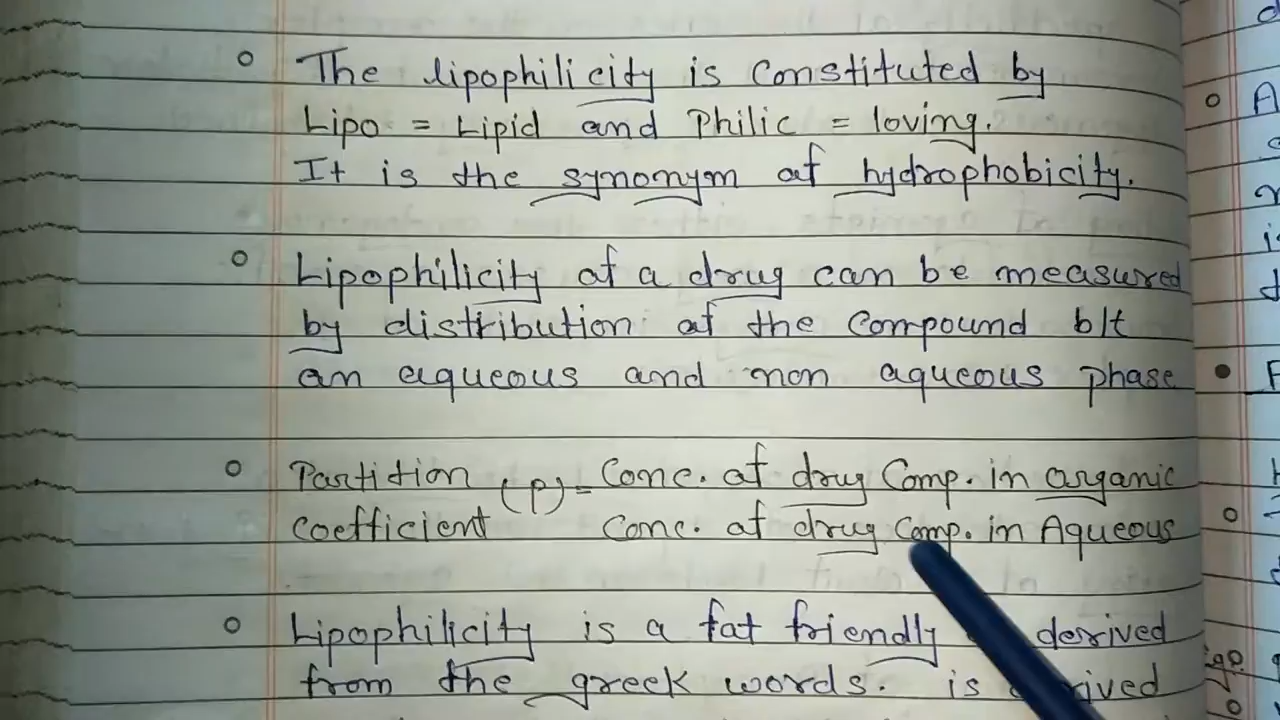 The lipophilicity is constituted by
Lipo = Lipid and Philic = loving.
It is the synonym of hydrophobicity.
Lipophilicity of a drug can be measured
by distribution of the compound b/t
an aqueous and non aqueous phase
Partition coefficient (P) = Conc. of drug Comp. in organic
Conc. of drug Comp. in Aqueous
Lipophilicity is a fat friendly derived
from the greek words. is